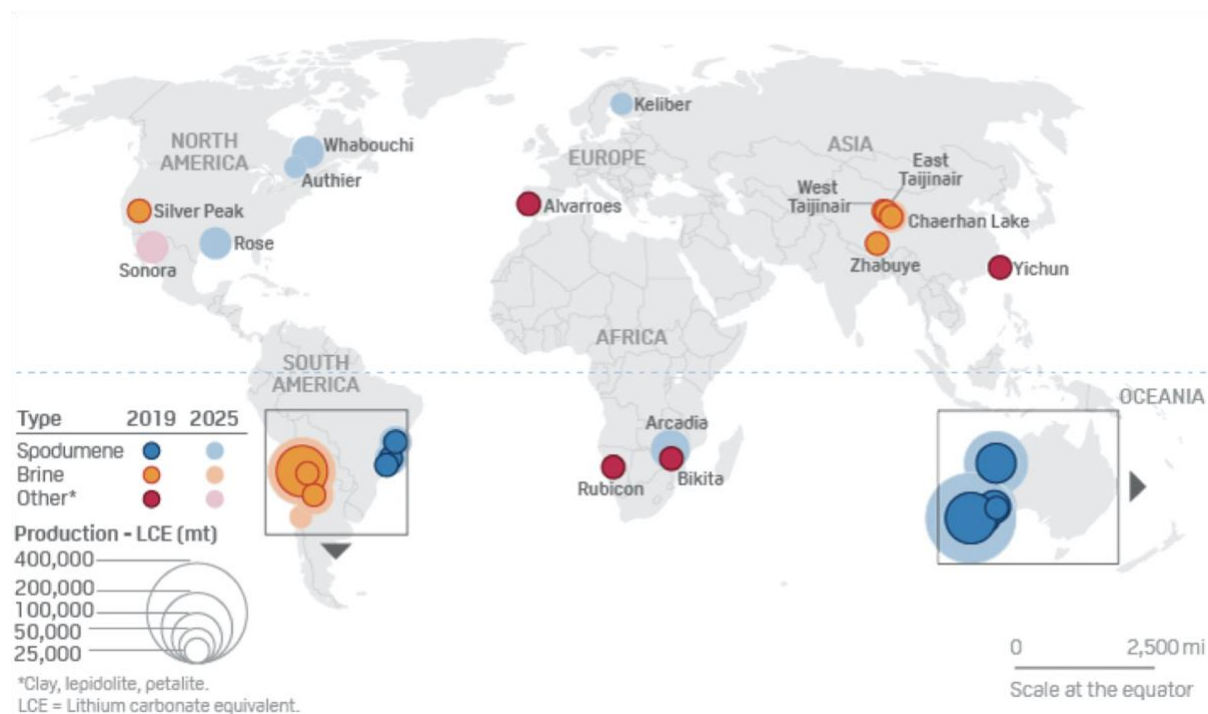 Keliber
NORTH
AMERICA
Whabouchi
Authier
EUROPE
ASIA
East
Taijinair
West
Taijinair
Silver Peak
Alvarroes
Chaerhan Lake
Rose
Sonora
Zhabuye
Yichun
AFRICA
SOUTH
AMERICA
OCEANIA
Arcadia
Rubicon
Bikita
Type 2019 2025
Spodumene
Brine
Other*
Production - LCE (mt)
400,000
200,000
100,000
50,000
25,000
*Clay, lepidolite, petalite.
LCE = Lithium carbonate equivalent.
0 2,500 mi
Scale at the equator